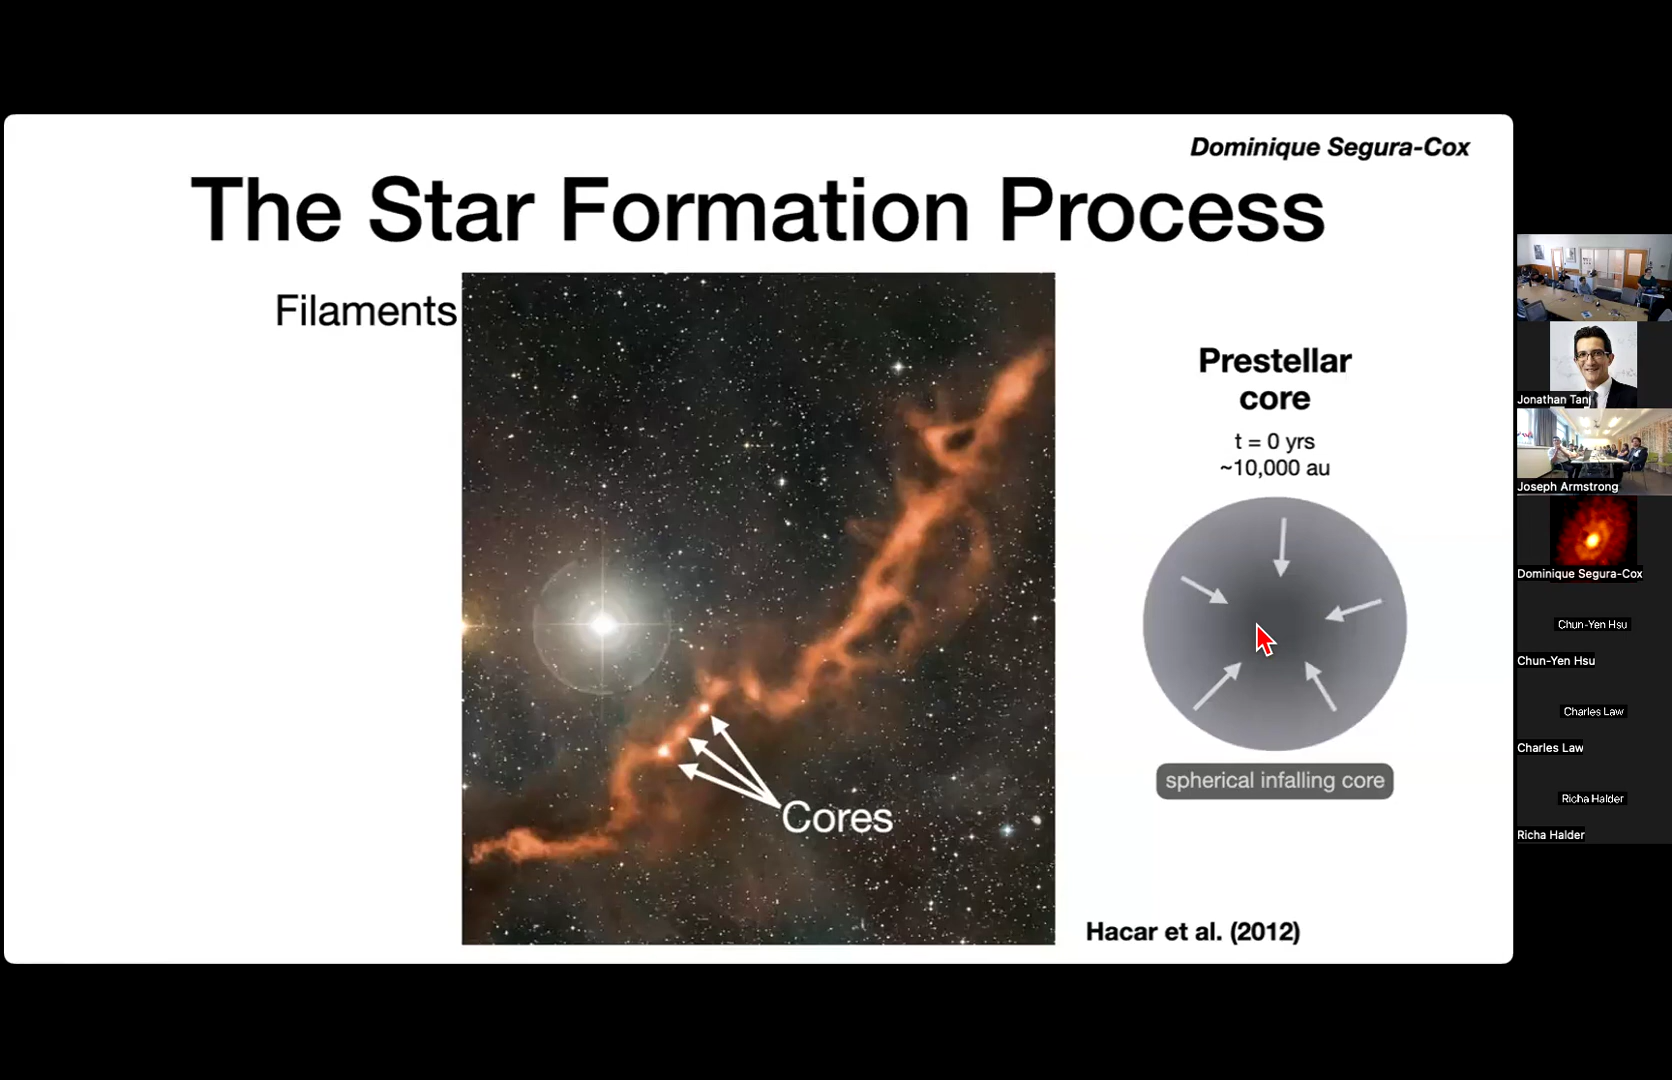 Dominique Segura-Cox
The Star Formation Process
Filaments
Cores
Prestellar
core
t = 0 yrs
~10,000 au
spherical infalling core
Hacar et al. (2012)
Jonathan Tan
Joseph Armstrong
Dominique Segura-Cox
Chun-Yen Hsu
Chun-Yen Hsu
Charles Law
Charles Law
Richa Halder
Richa Halder